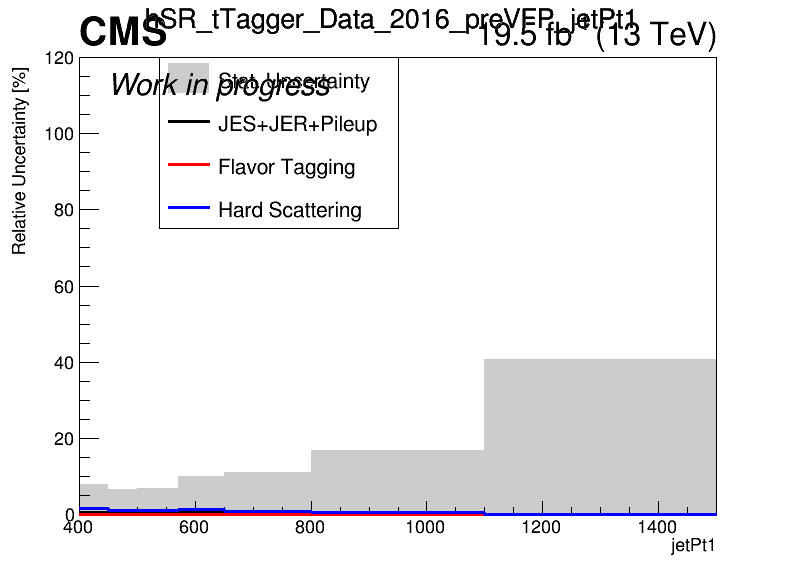 hSR_tTagger_Data_2016_preVFP_jetPt1
CMS
19.5 fb⁻¹ (13 TeV)
Work in progress
Stat. Uncertainty
JES+JER+Pileup
Flavor Tagging
Hard Scattering
Relative Uncertainty [%]
120
100
80
60
40
20
0
400 600 800 1000 1200 1400
jetPt1